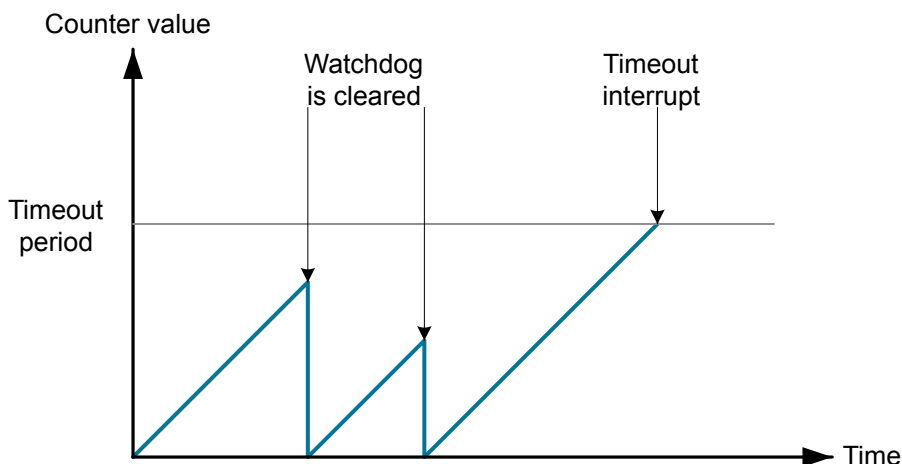 Counter value
Watchdog
is cleared
Timeout
interrupt
Timeout
period
Time